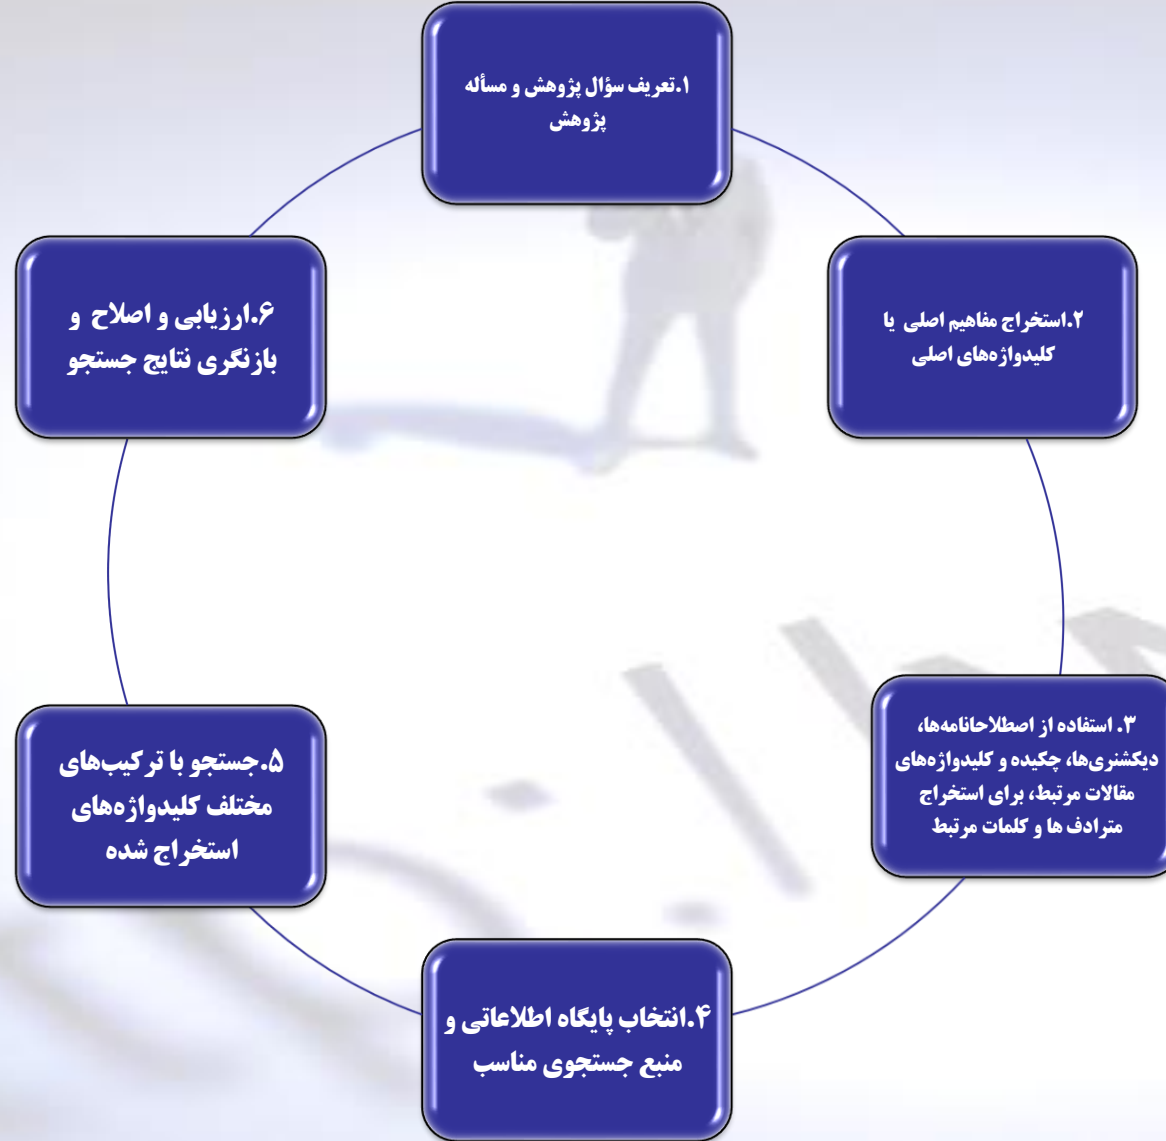 ۱.تعریف سؤال پژوهش و مسأله
پژوهش
۲.استخراج مفاهیم اصلی یا
کلیدواژه‌های اصلی
۳. استفاده از اصطلاحانامه‌ها،
دیکشنری‌ها، چکیده و کلیدواژه‌های
مقالات مرتبط، برای استخراج
مترادف ها و کلمات مرتبط
۴.انتخاب پایگاه اطلاعاتی و
منبع جستجوی مناسب
۵.جستجو با ترکیب‌های
مختلف کلیدواژه‌های
استخراج شده
۶.ارزیابی و اصلاح و
بازنگری نتایج جستجو